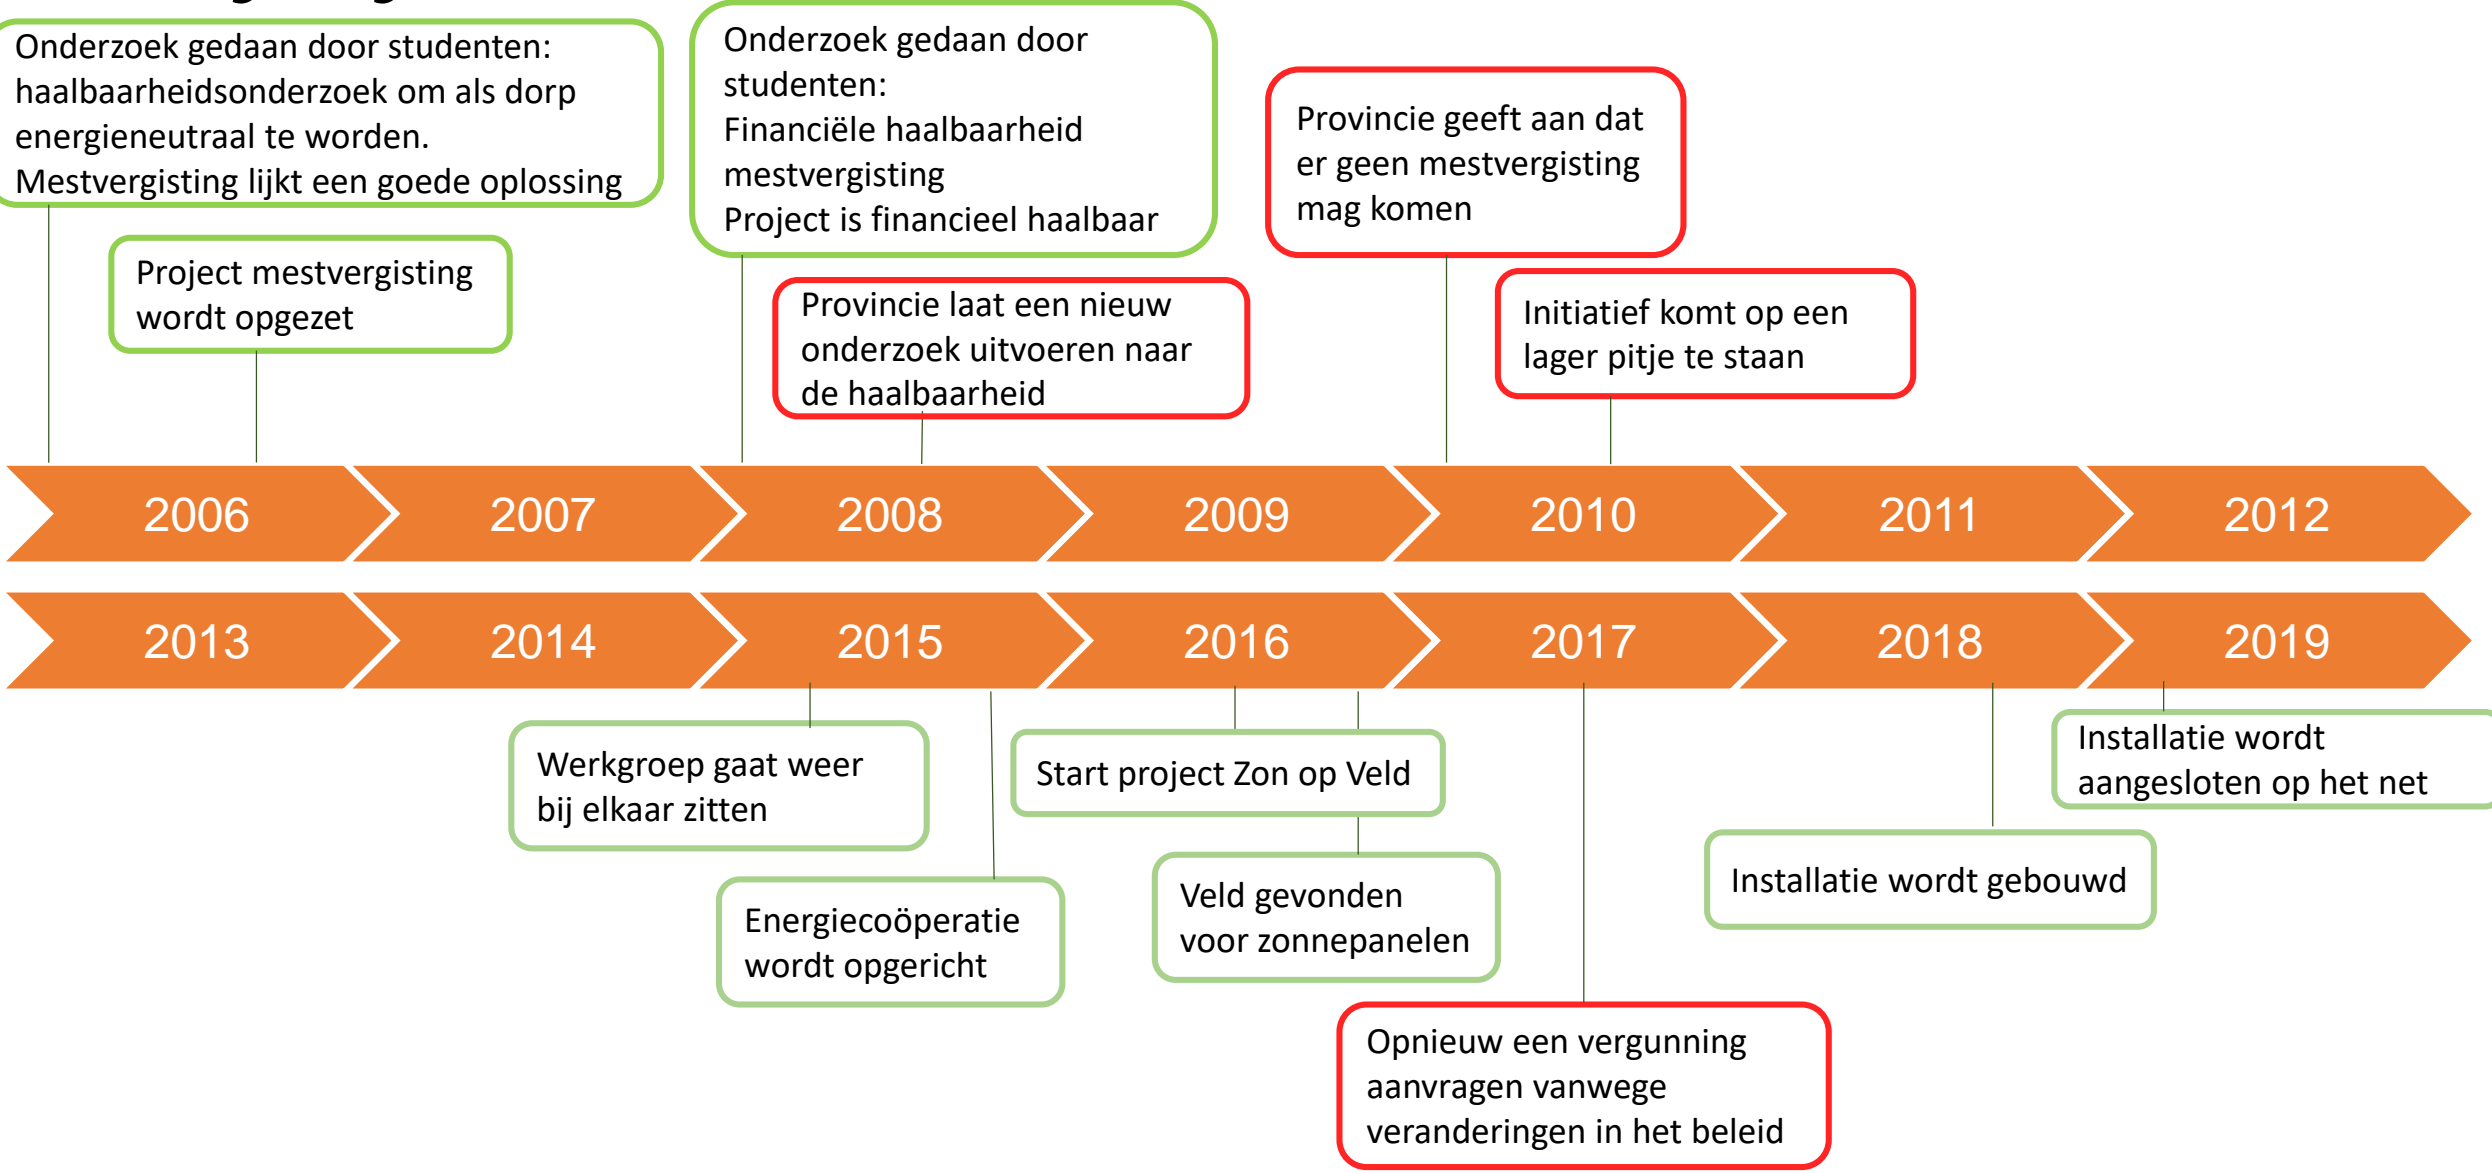 Onderzoek gedaan door studenten:
haalbaarheidsonderzoek om als dorp
energieneutraal te worden.
Mestvergisting lijkt een goede oplossing
Project mestvergisting
wordt opgezet
Onderzoek gedaan door
studenten:
Financiële haalbaarheid
mestvergisting
Project is financieel haalbaar
Provincie laat een nieuw
onderzoek uitvoeren naar
de haalbaarheid
Provincie geeft aan dat
er geen mestvergisting
mag komen
Initiatief komt op een
lager pitje te staan
2006
2007
2008
2009
2010
2011
2012
2013
2014
2015
2016
2017
2018
2019
Werkgroep gaat weer
bij elkaar zitten
Energiecoöperatie
wordt opgericht
Start project Zon op Veld
Veld gevonden
voor zonnepanelen
Opnieuw een vergunning
aanvragen vanwege
veranderingen in het beleid
Installatie wordt gebouwd
Installatie wordt
aangesloten op het net